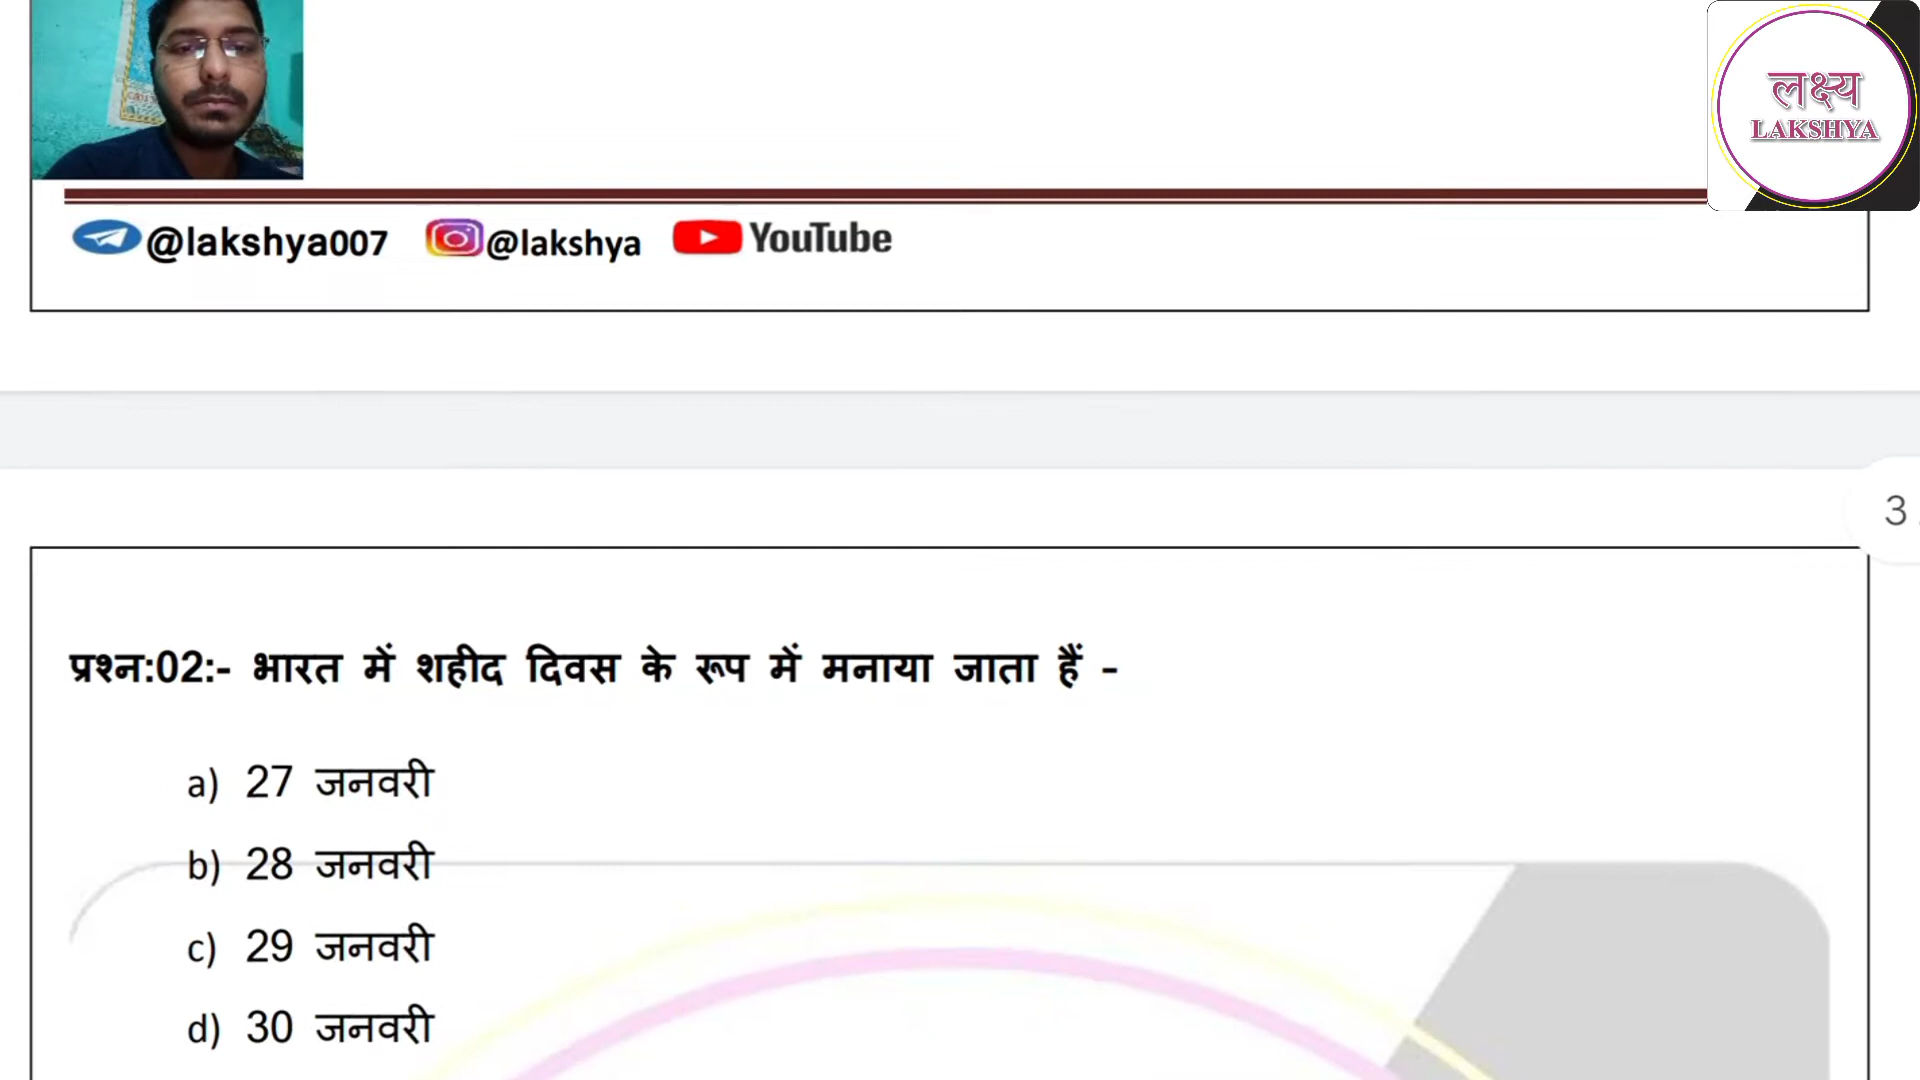 लक्ष्य
LAKSHYA
@lakshya007 @lakshya YouTube
3
प्रश्न:02:- भारत में शहीद दिवस के रूप में मनाया जाता हैं -
a) 27 जनवरी
b) 28 जनवरी
c) 29 जनवरी
d) 30 जनवरी